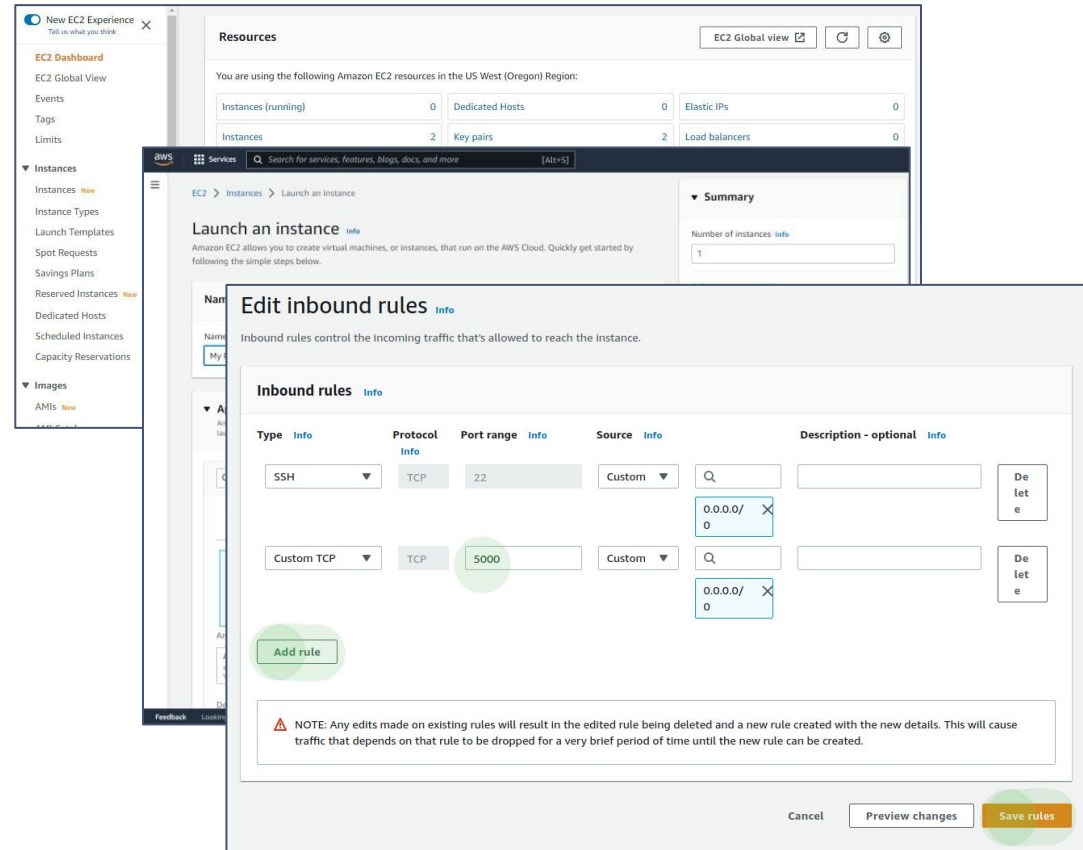 New EC2 Experience
Tell us what you think
EC2 Dashboard
EC2 Global View
Events
Tags
Limits
Instances
Instances New
Instance Types
Launch Templates
Spot Requests
Savings Plans
Reserved Instances New
Dedicated Hosts
Scheduled Instances
Capacity Reservations
Images
AMIs New
Resources
EC2 Global view
You are using the following Amazon EC2 resources in the US West (Oregon) Region:
Instances (running) 0 Dedicated Hosts 0 Elastic IPs 0
Instances 2 Key pairs 2 Load balancers 0
aws Services Search for services, features, blogs, docs, and more [Alt+S]
EC2 > Instances > Launch an instance
Launch an instance Info
Amazon EC2 allows you to create virtual machines, or instances, that run on the AWS Cloud. Quickly get started by
following the simple steps below.
Summary
Number of instances Info
1
Name
My
Feedback
Edit inbound rules Info
Inbound rules control the incoming traffic that's allowed to reach the instance.
Inbound rules Info
Type Info Protocol Port range Info Source Info Description - optional Info
Info
SSH TCP 22 Custom De
let
0.0.0.0/ e
0
Custom TCP TCP 5000 Custom De
let
0.0.0.0/ e
0
Add rule
NOTE: Any edits made on existing rules will result in the edited rule being deleted and a new rule created with the new details. This will cause
traffic that depends on that rule to be dropped for a very brief period of time until the new rule can be created.
Cancel Preview changes Save rules